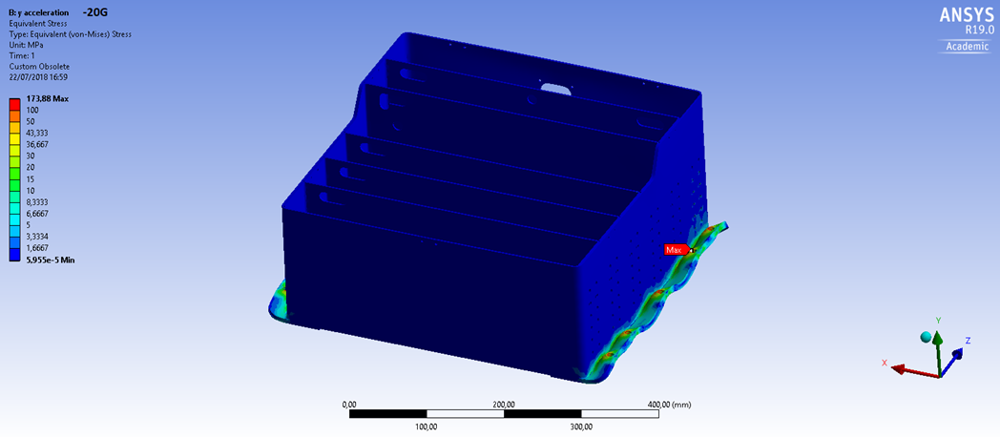 B: y acceleration -20G
Equivalent Stress
Type: Equivalent (von-Mises) Stress
Unit: MPa
Time: 1
Custom Obsolete
22/07/2018 16:59
173,88 Max
100
50
43,333
36,667
30
20
15
10
8,3333
6,6667
5
3,3334
1,6667
5,955e-5 Min
ANSYS
R19.0
Academic
Max
Y
Z
X
0,00 200,00 400,00 (mm)
100,00 300,00